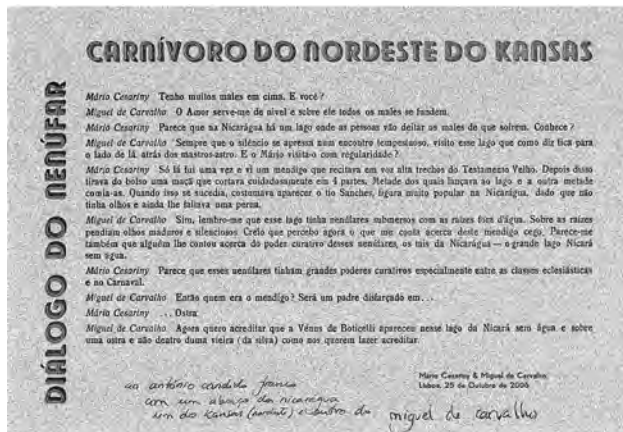 CARNÍVORO DO NORDESTE DO KANSAS
DIÁLOGO DO NENÚFAR
Mário Cesariny Tenho muitos males em cima. E você?
Miguel de Carvalho O Amor serve-me de nível e sobre ele todos os males se fundem.
Mário Cesariny Parece que na Nicarágua há um lago onde as pessoas vão deitar os males de que sofrem. Conhece?
Miguel de Carvalho Sempre que o silêncio se apressa num encontro tempestuoso, visito esse lago que como diz fica para
o lado de lá, atrás dos mastros-astro. E o Mário visita-o com regularidade?
Mário Cesariny Só lá fui uma vez e vi um mendigo que recitava em voz alta trechos do Testamento Velho. Depois disso
tirava do bolso uma maçã que cortava cuidadosamente em 4 partes. Metade dos quais lançava ao lago e a outra metade
comia-as. Quando isso se sucedia, costumava aparecer o tio Sanches, figura muito popular na Nicarágua, dado que não
tinha olhos e ainda lhe faltava uma perna.
Miguel de Carvalho Sim, lembro-me que esse lago tinha nenúfares submersos com as raízes fora d'água. Sobre as raízes
pendiam olhos maduros e silenciosos. Creio que percebo agora o que me conta acerca deste mendigo cego. Parece-me
também que alguém lhe contou acerca do poder curativo desses nenúfares, os tais da Nicarágua — o grande lago Nicará
sem água.
Mário Cesariny Parece que esses nenúfares tinham grandes poderes curativos especialmente entre as classes eclesiásticas
e no Carnaval.
Miguel de Carvalho Então quem era o mendigo? Será um padre disfarçado em...
Mário Cesariny ...Ostra.
Miguel de Carvalho Agora quero acreditar que a Vénus de Boticelli apareceu nesse lago da Nicará sem água e sobre
uma ostra e não dentro duma vieira (da silva) como nos querem fazer acreditar.
Mário Cesariny & Miguel de Carvalho
Lisboa, 25 de Outubro de 2006
ao antónio cândido franco
com um abraço da nicarágua
um do Kansas (nordeste) e outro do miguel de carvalho